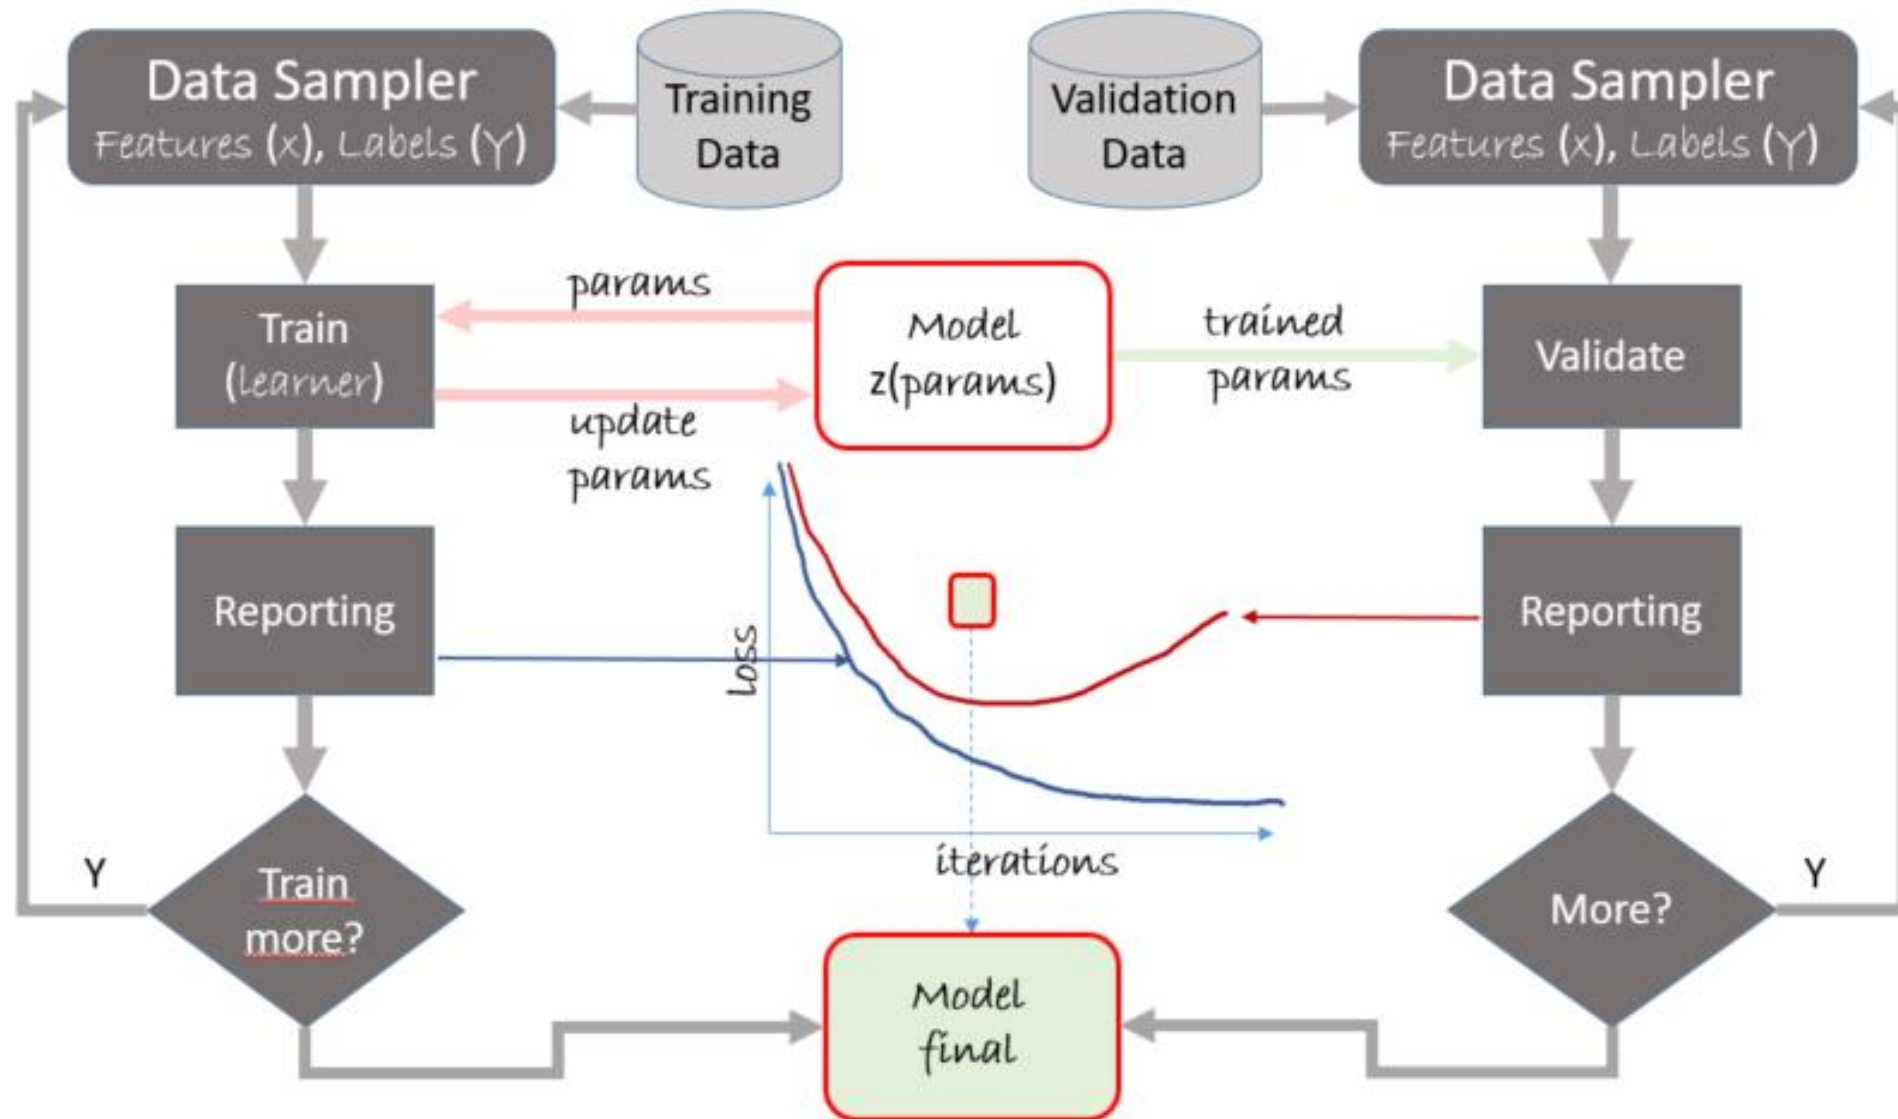 Data Sampler
Features (x), Labels (Y)
Training
Data
Validation
Data
Data Sampler
Features (x), Labels (Y)
Train
(learner)
params
update
params
Model
z(params)
trained
params
Validate
Reporting
loss
iterations
Reporting
Y
Train
more?
More?
Y
Model
final